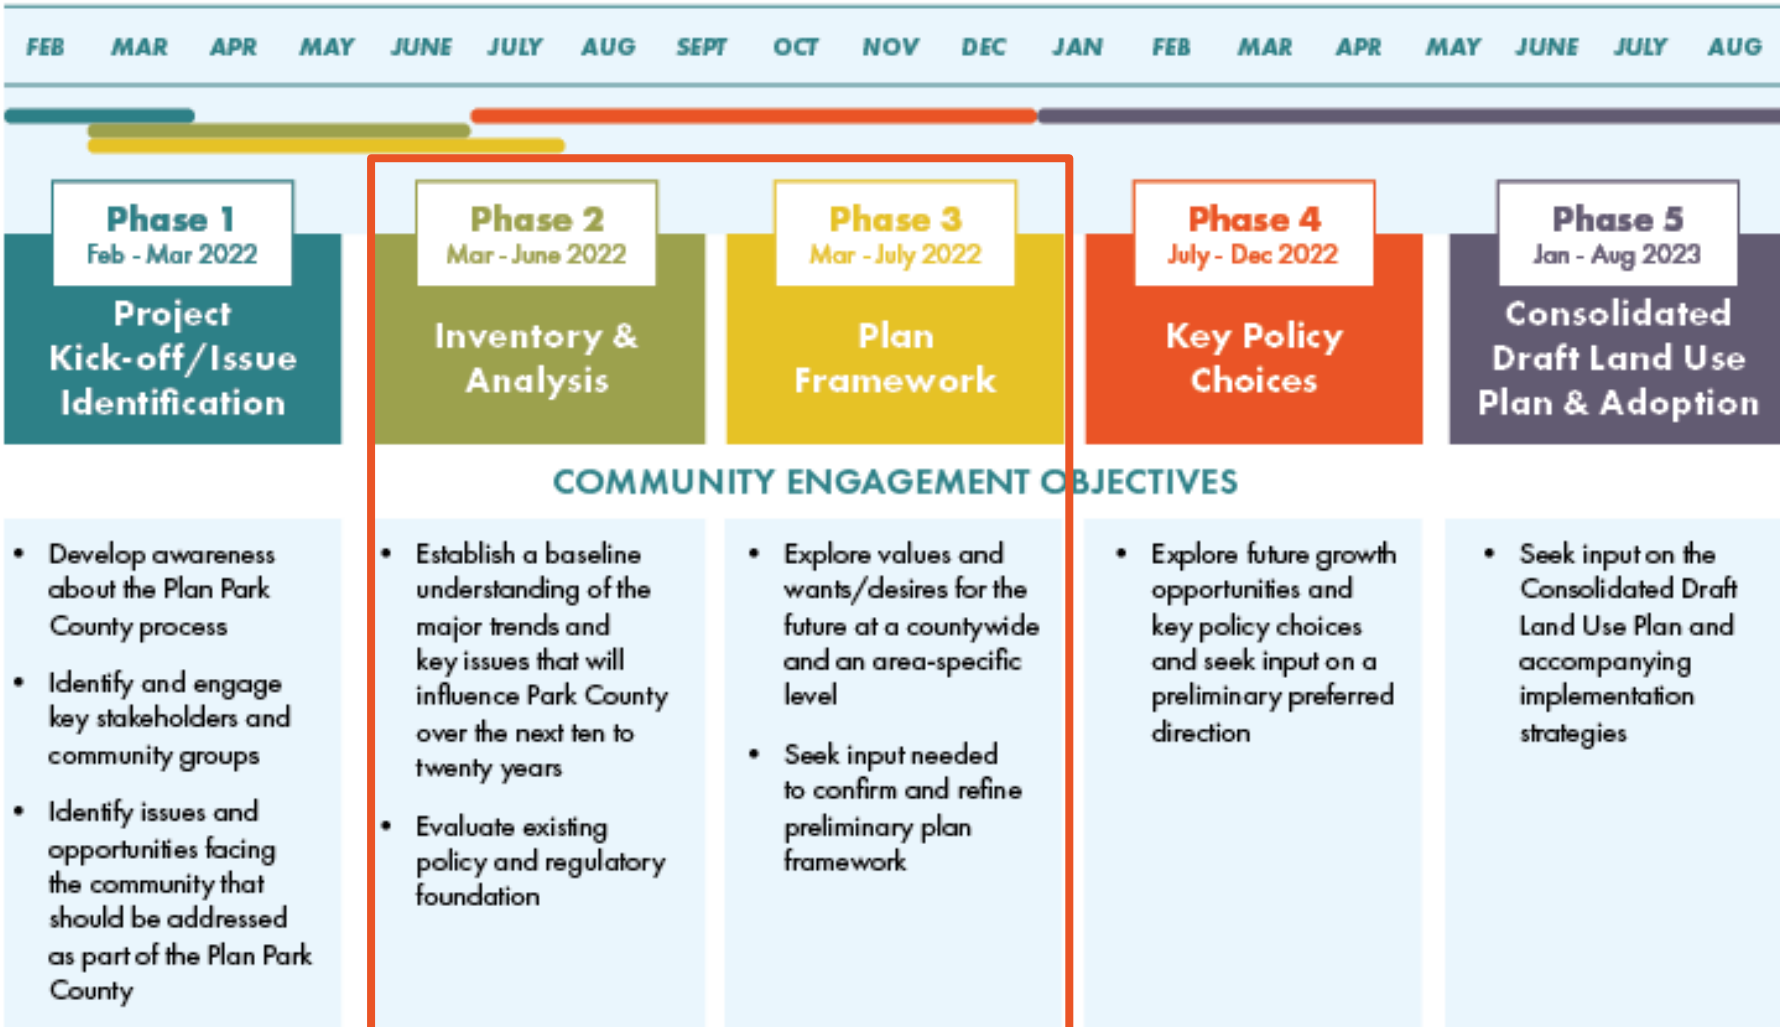 FEB MAR APR MAY JUNE JULY AUG SEPT OCT NOV DEC JAN FEB MAR APR MAY JUNE JULY AUG
Phase 1
Feb - Mar 2022
Project
Kick-off/Issue
Identification
Phase 2
Mar - June 2022
Inventory &
Analysis
Phase 3
Mar - July 2022
Plan
Framework
Phase 4
July - Dec 2022
Key Policy
Choices
Phase 5
Jan - Aug 2023
Consolidated
Draft Land Use
Plan & Adoption
COMMUNITY ENGAGEMENT OBJECTIVES
• Develop awareness
about the Plan Park
County process
• Identify and engage
key stakeholders and
community groups
• Identify issues and
opportunities facing
the community that
should be addressed
as part of the Plan Park
County
• Establish a baseline
understanding of the
major trends and
key issues that will
influence Park County
over the next ten to
twenty years
• Evaluate existing
policy and regulatory
foundation
• Explore values and
wants/desires for the
future at a countywide
and an area-specific
level
• Seek input needed
to confirm and refine
preliminary plan
framework
• Explore future growth
opportunities and
key policy choices
and seek input on a
preliminary preferred
direction
• Seek input on the
Consolidated Draft
Land Use Plan and
accompanying
implementation
strategies